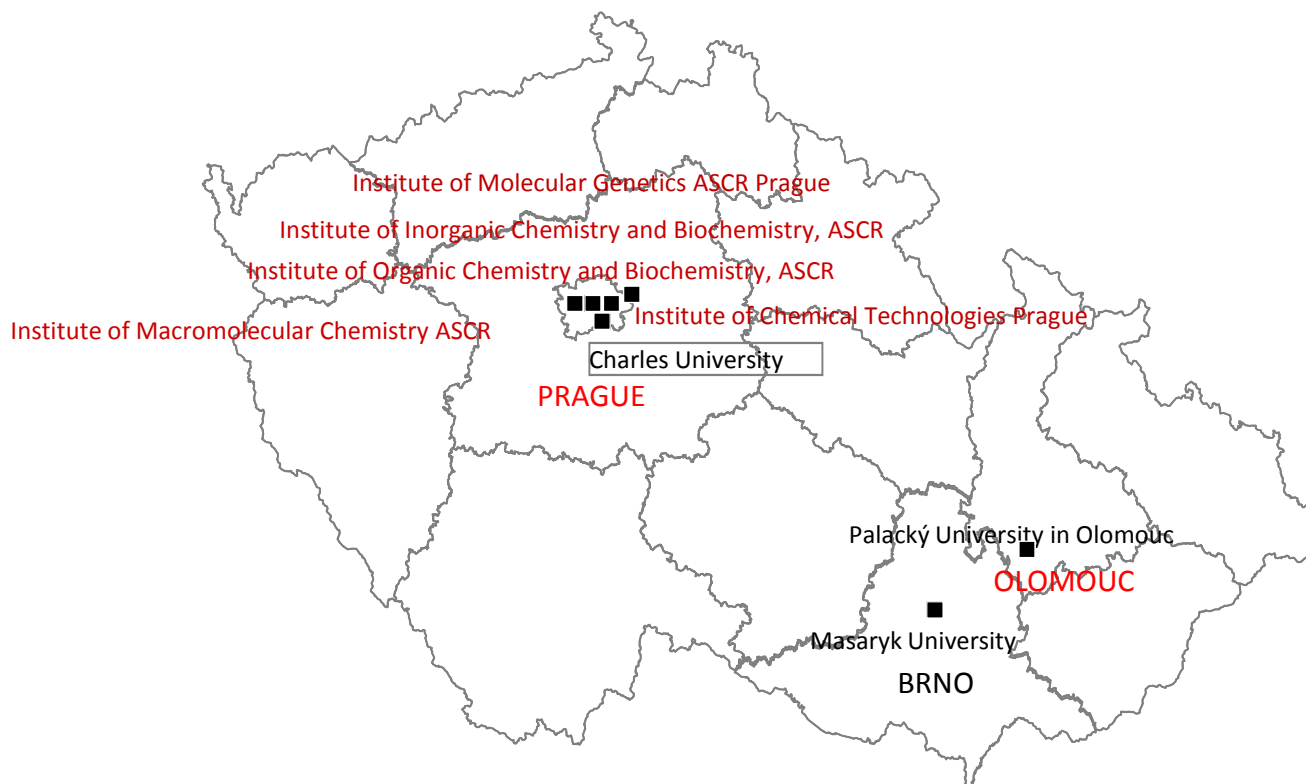 Institute of Molecular Genetics ASCR Prague
Institute of Inorganic Chemistry and Biochemistry, ASCR
Institute of Organic Chemistry and Biochemistry, ASCR
Institute of Macromolecular Chemistry ASCR
Institute of Chemical Technologies Prague
Charles University
PRAGUE
Palacký University in Olomouc
OLOMOUC
Masaryk University
BRNO